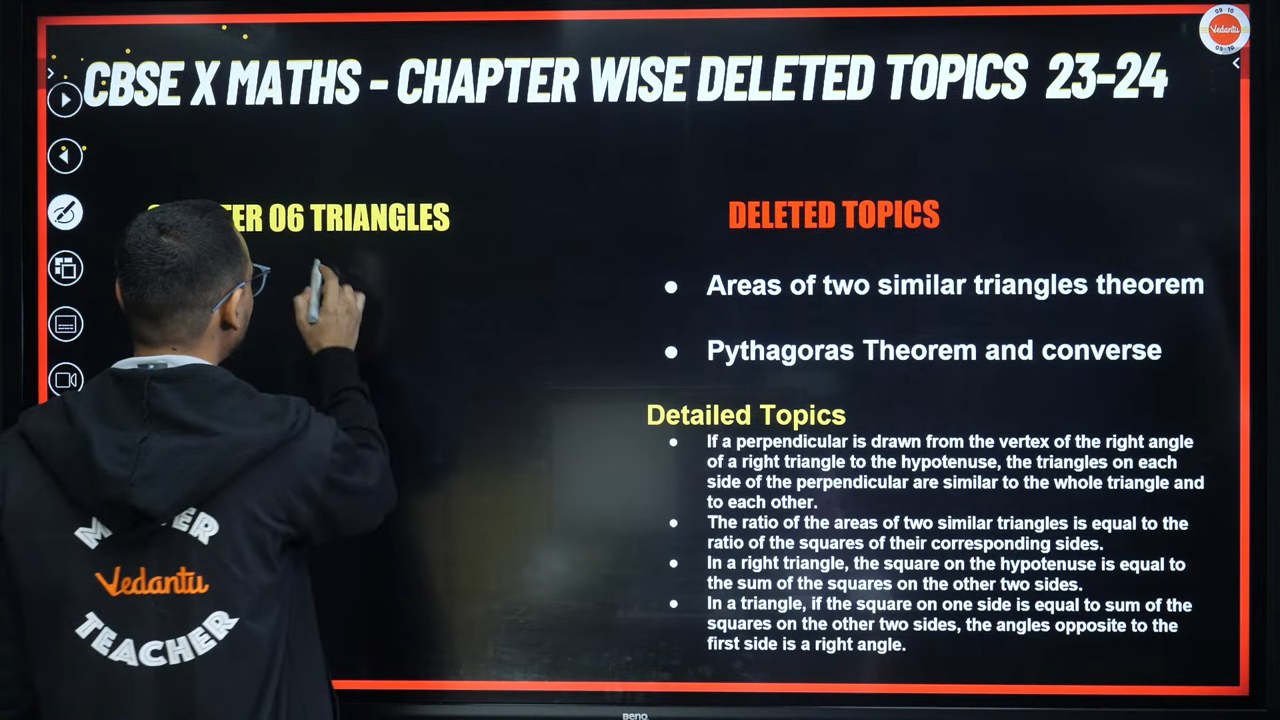 09 10
Vedantu
09-10
CBSE X MATHS - CHAPTER WISE DELETED TOPICS 23-24
ER 06 TRIANGLES
DELETED TOPICS
● Areas of two similar triangles theorem
● Pythagoras Theorem and converse
Detailed Topics
● If a perpendicular is drawn from the vertex of the right angle
of a right triangle to the hypotenuse, the triangles on each
side of the perpendicular are similar to the whole triangle and
to each other.
● The ratio of the areas of two similar triangles is equal to the
ratio of the squares of their corresponding sides.
● In a right triangle, the square on the hypotenuse is equal to
the sum of the squares on the other two sides.
● In a triangle, if the square on one side is equal to sum of the
squares on the other two sides, the angles opposite to the
first side is a right angle.
Vedantu
TEACHER
BenQ